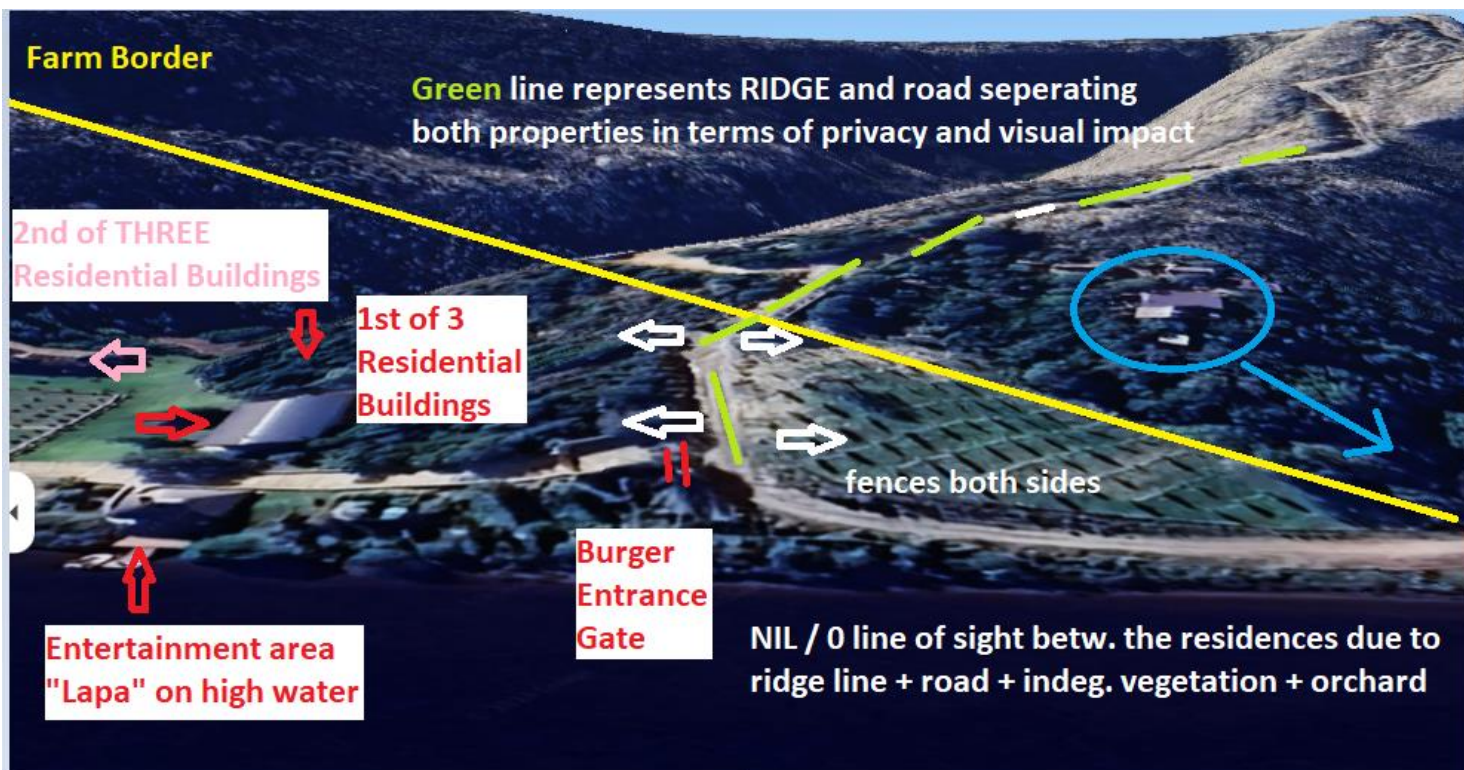 Farm Border
Green line represents RIDGE and road seperating
both properties in terms of privacy and visual impact
2nd of THREE
Residential Buildings
1st of 3
Residential
Buildings
fences both sides
Burger
Entrance
Gate
Entertainment area
"Lapa" on high water
NIL / 0 line of sight betw. the residences due to
ridge line + road + indeg. vegetation + orchard